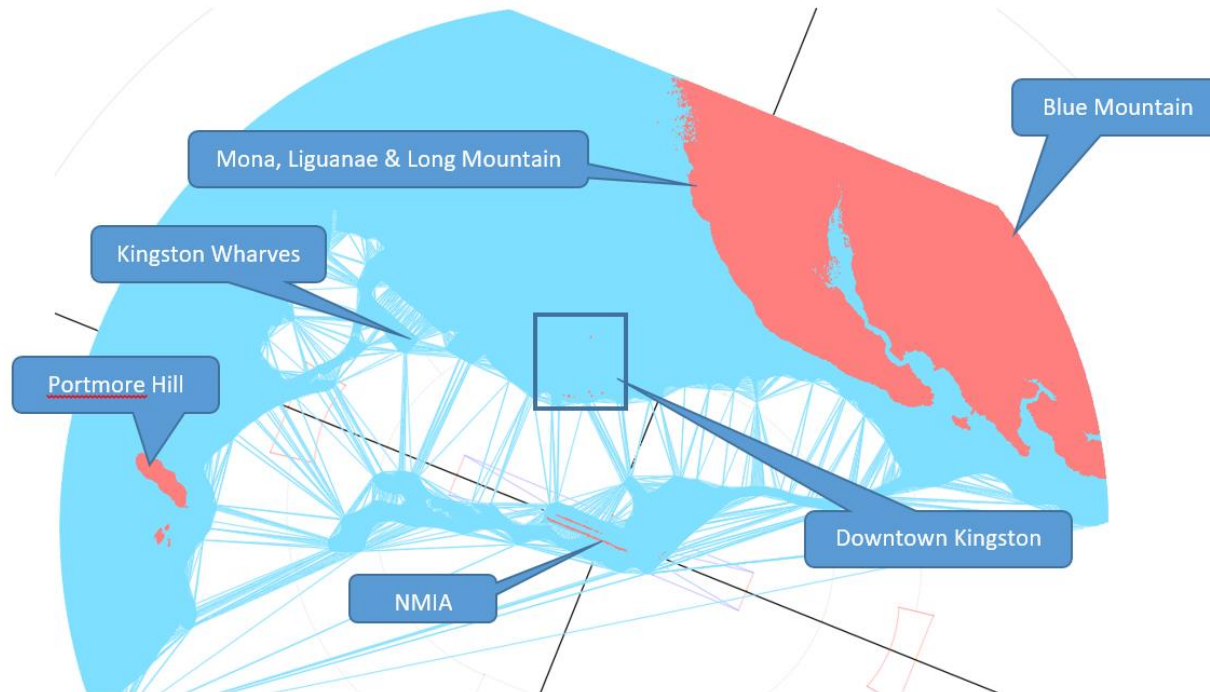 Blue Mountain
Mona, Liguanae & Long Mountain
Kingston Wharves
Portmore Hill
Downtown Kingston
NMIA